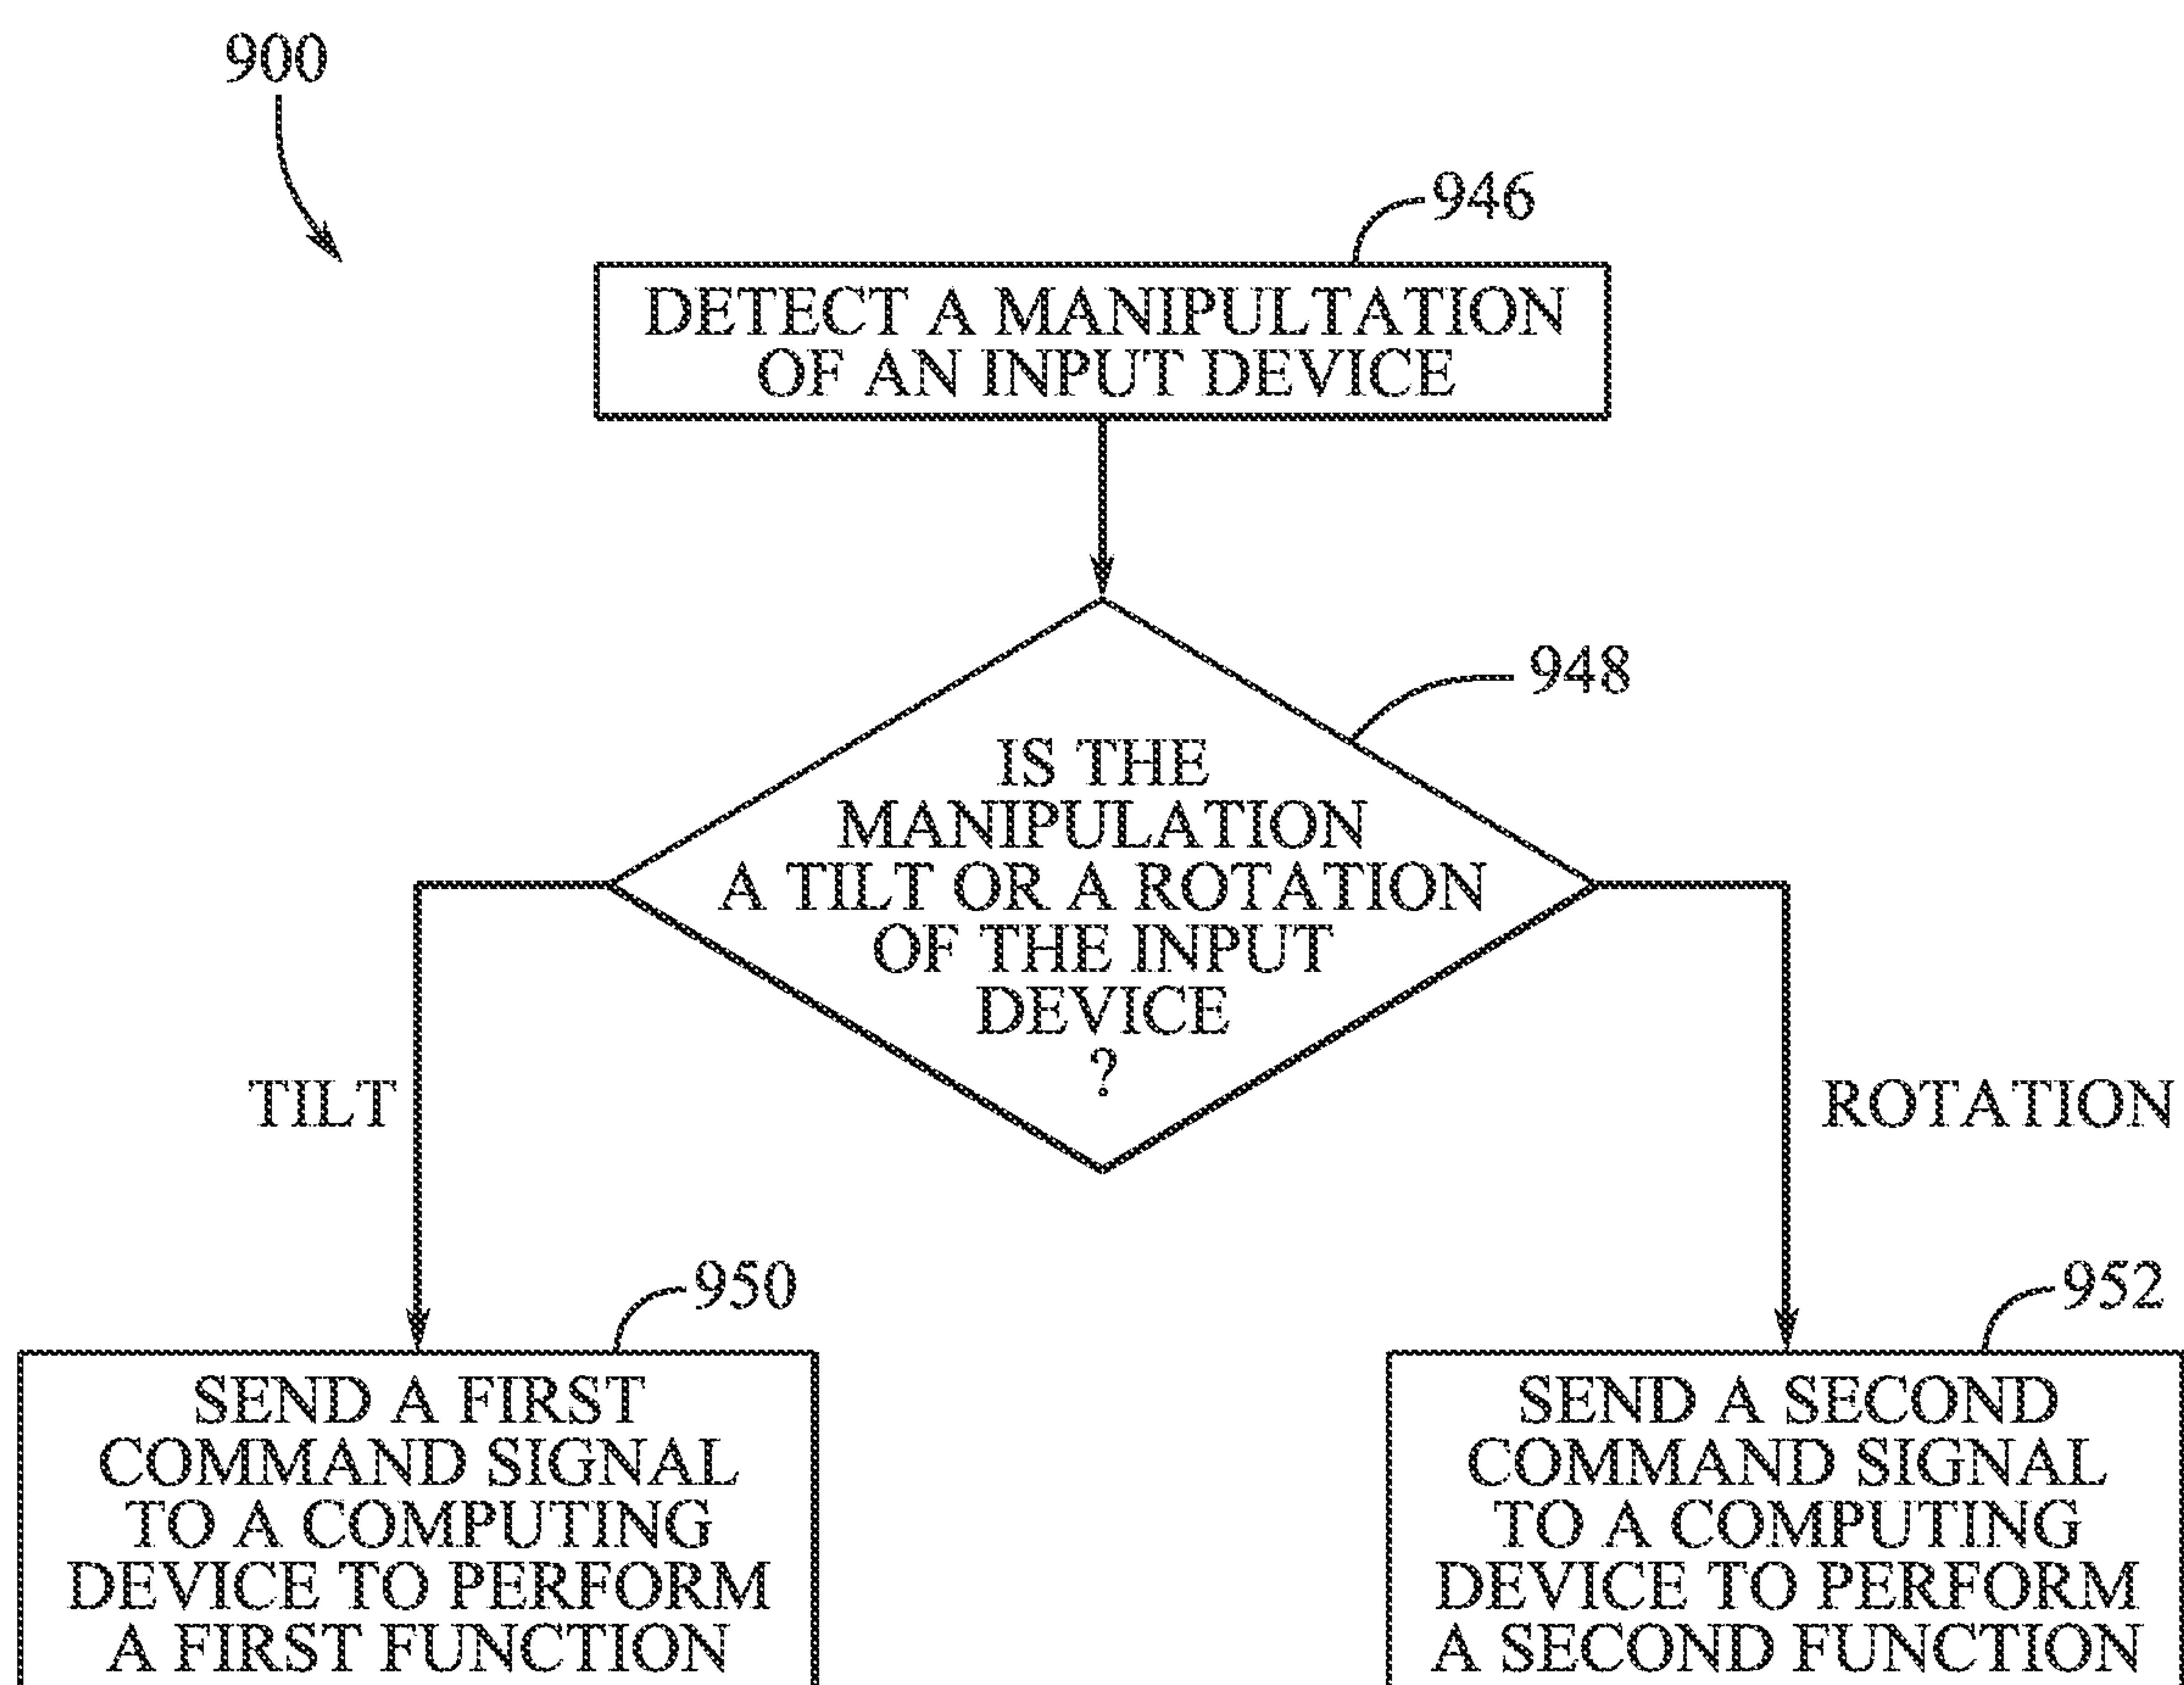 900
946
DETECT A MANIPULTATION
OF AN INPUT DEVICE
948
IS THE
MANIPULATION
A TILT OR A ROTATION
OF THE INPUT
DEVICE
?
TILT
ROTATION
950
SEND A FIRST
COMMAND SIGNAL
TO A COMPUTING
DEVICE TO PERFORM
A FIRST FUNCTION
952
SEND A SECOND
COMMAND SIGNAL
TO A COMPUTING
DEVICE TO PERFORM
A SECOND FUNCTION